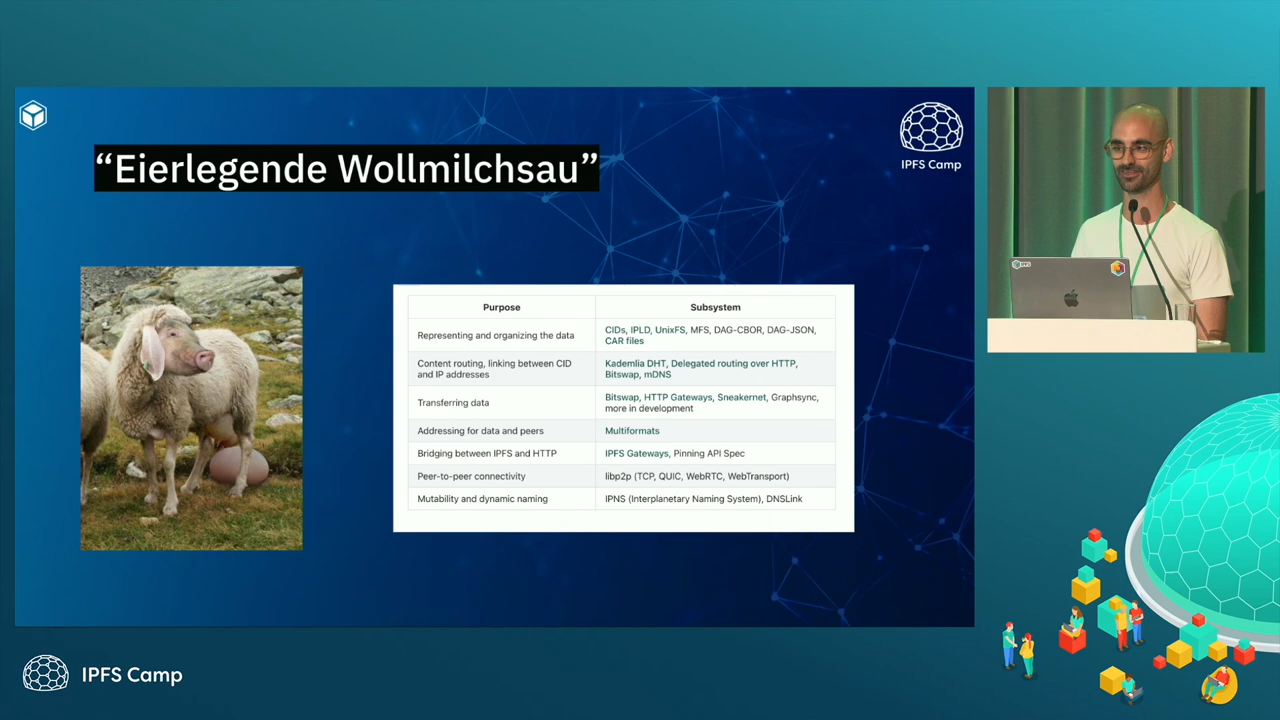 “Eierlegende Wollmilchsau”
IPFS Camp
Purpose
Subsystem
Representing and organizing the data
CIDs, IPLD, UnixFS, MFS, DAG-CBOR, DAG-JSON,
CAR files
Content routing, linking between CID
and IP addresses
Kademlia DHT, Delegated routing over HTTP,
Bitswap, mDNS
Transferring data
Bitswap, HTTP Gateways, Sneakernet, Graphsync,
more in development
Addressing for data and peers
Multiformats
Bridging between IPFS and HTTP
IPFS Gateways, Pinning API Spec
Peer-to-peer connectivity
libp2p (TCP, QUIC, WebRTC, WebTransport)
Mutability and dynamic naming
IPNS (Interplanetary Naming System), DNSLink
IPFS
IPFS Camp